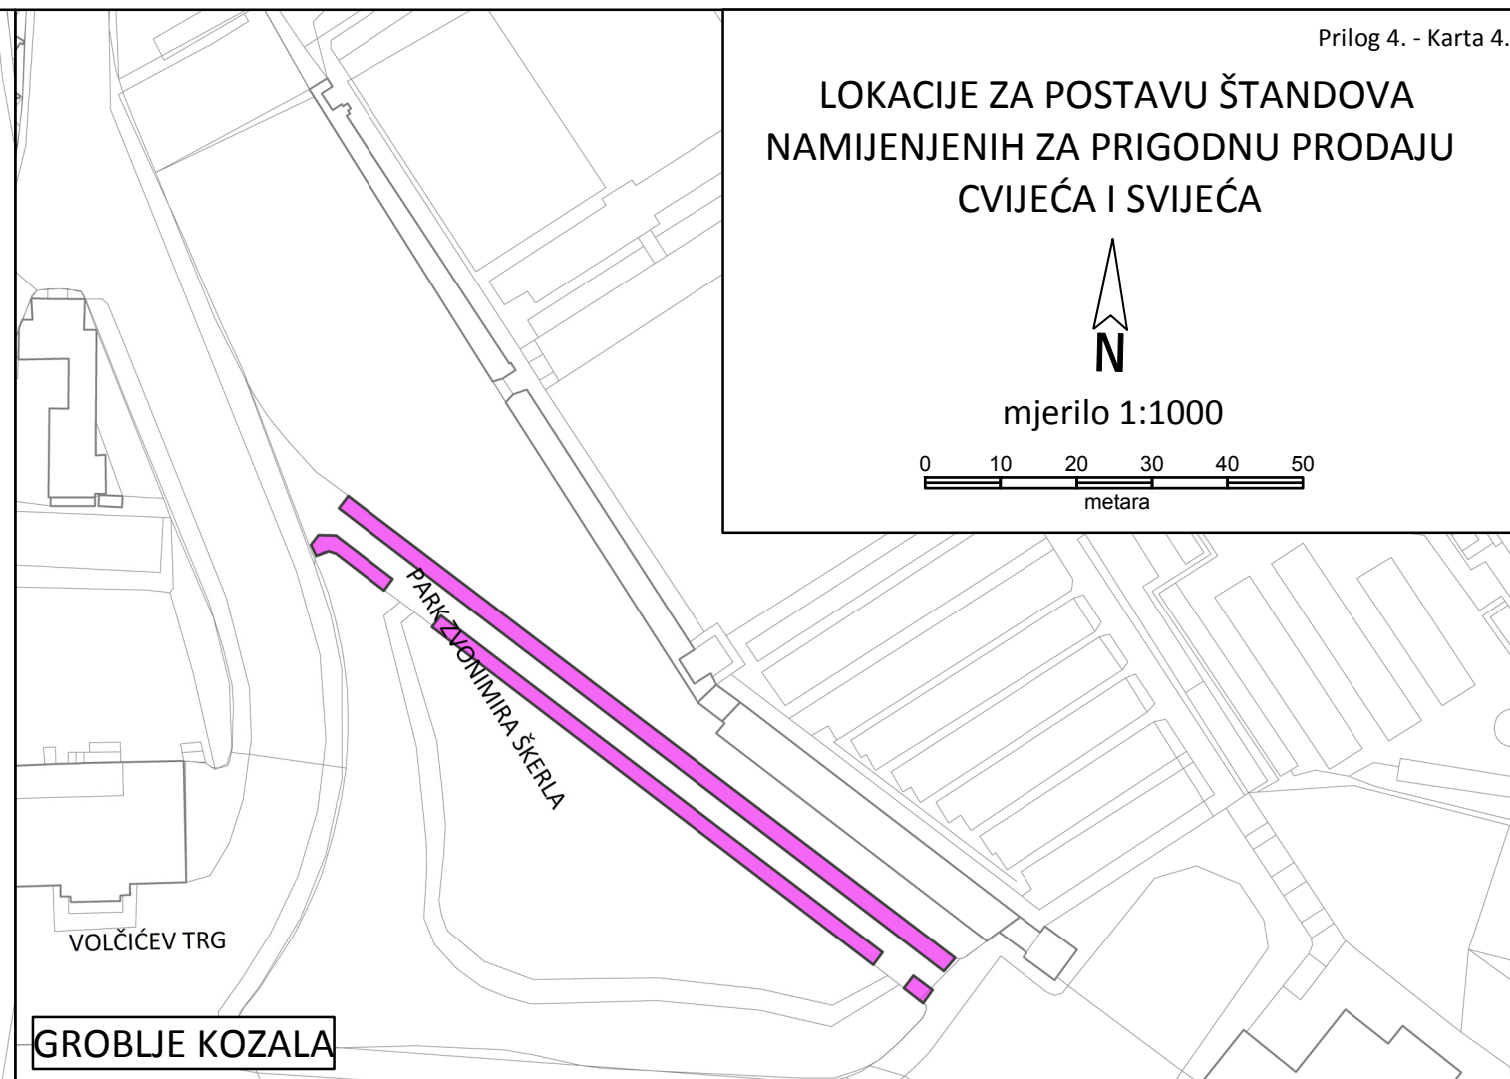 Prilog 4. - Karta 4.
LOKACIJE ZA POSTAVU ŠTANDOVA
NAMIJENJENIH ZA PRIGODNU PRODAJU
CVIJEĆA I SVIJEĆA
N
mjerilo 1:1000
0 10 20 30 40 50
metara
PARK ZVONIMIRA ŠKERLA
VOLČIĆEV TRG
GROBLJE KOZALA